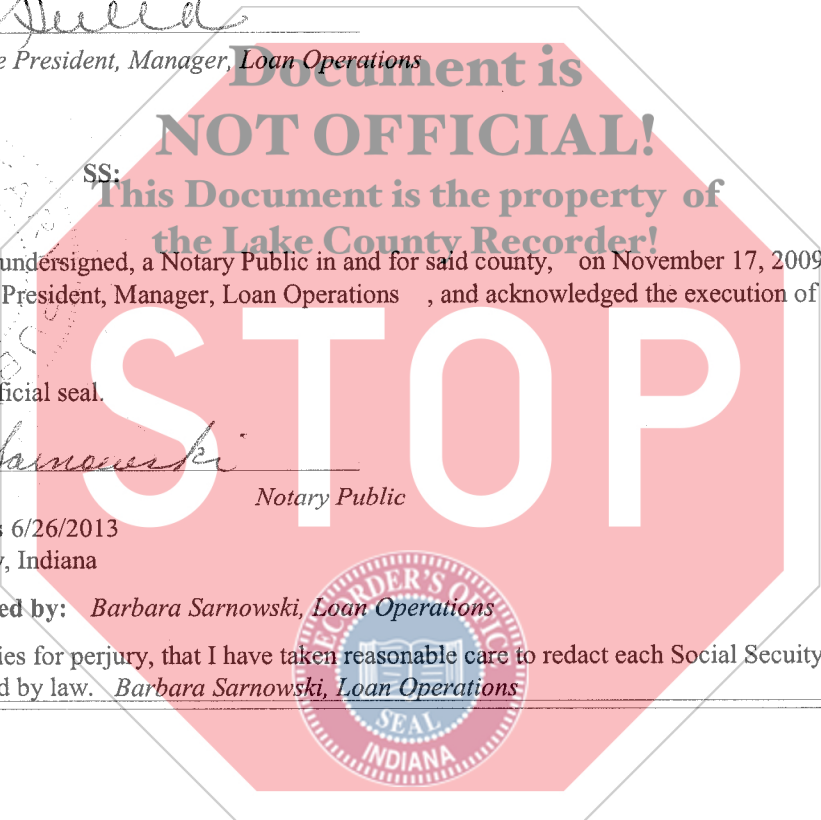 e President, Manager, Loan Operations
Document is
NOT OFFICIAL!
SS:
This Document is the property of
the Lake County Recorder!
undersigned, a Notary Public in and for said county, on November 17, 2009
President, Manager, Loan Operations , and acknowledged the execution of
STOP
ficial seal.
Sarnowski
Notary Public
s 6/26/2013
y, Indiana
ed by: Barbara Sarnowski, Loan Operations
RECORDER'S OFFICE
ies for perjury, that I have taken reasonable care to redact each Social Secuity
d by law. Barbara Sarnowski, Loan Operations
SEAL
INDIANA